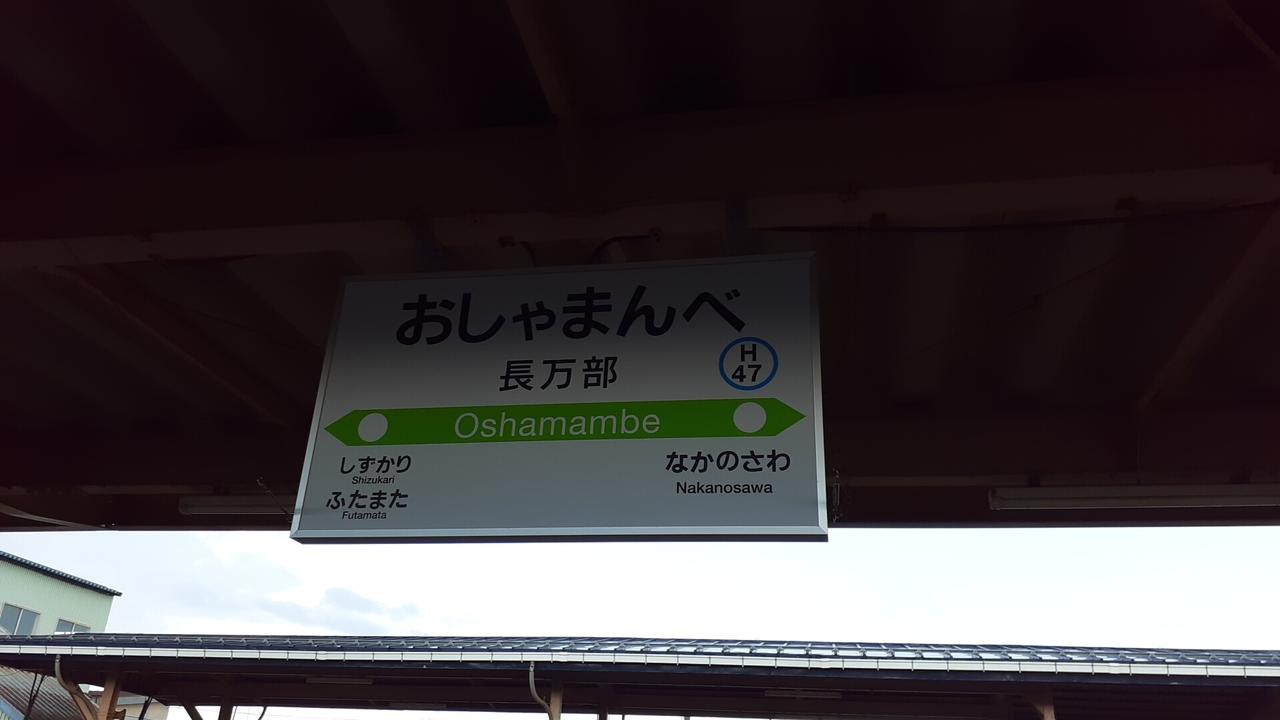 おしゃまんべ
長万部
H
47
Oshamambe
しずかり
Shizukari
ふたまた
Futamata
なかのさわ
Nakanosawa